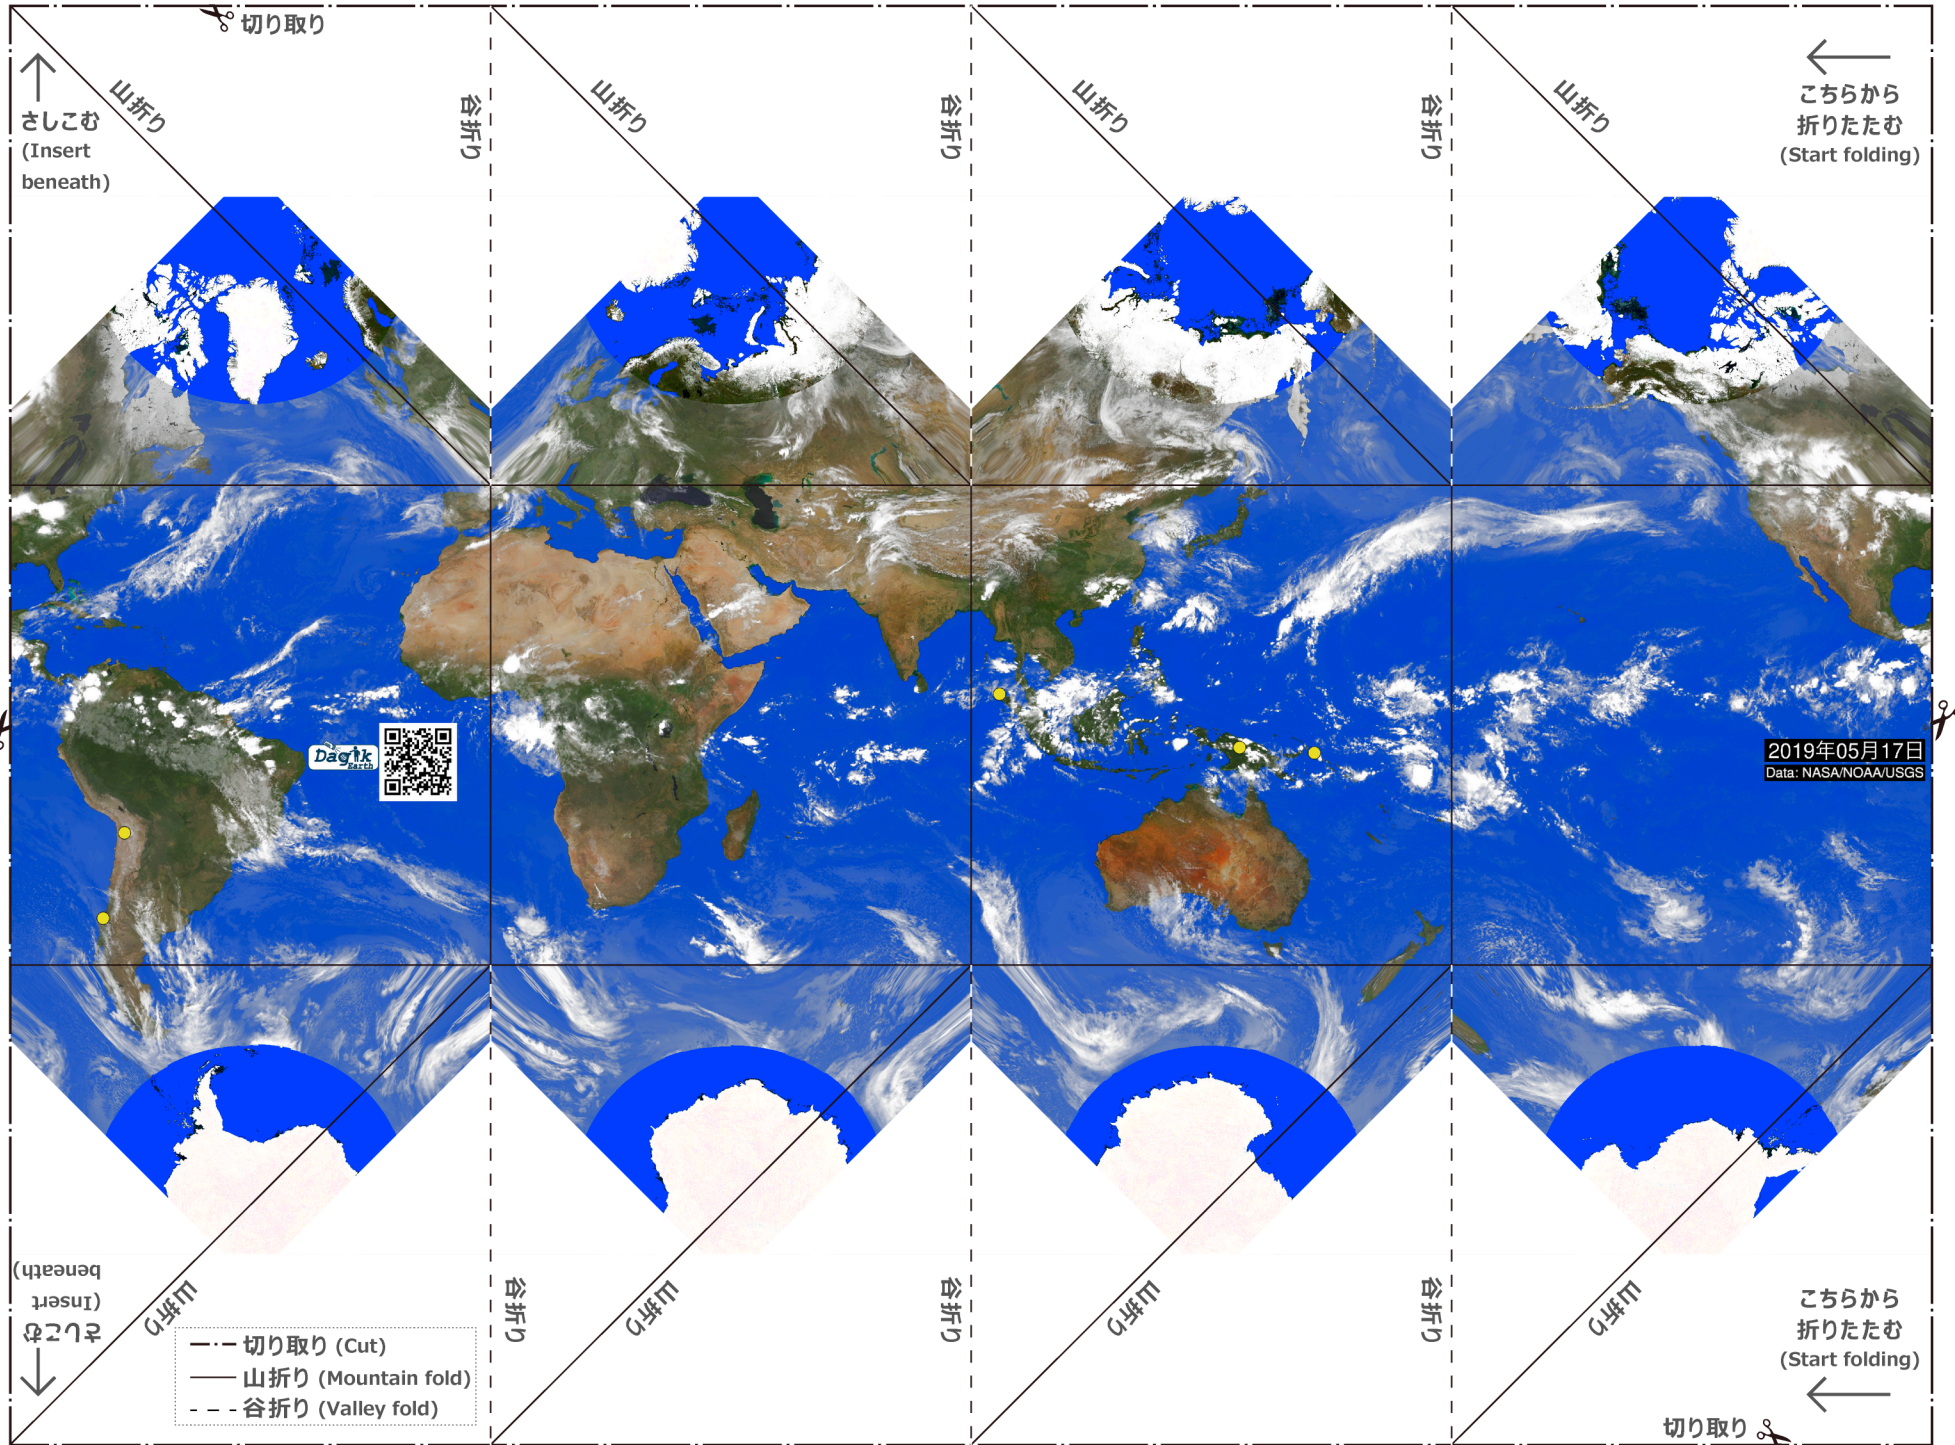 切り取り
山折り
谷折り
山折り
谷折り
山折り
谷折り
山折り
さしこむ
(Insert
beneath)
こちらから
折りたたむ
(Start folding)
Dagik
Earth
2019年05月17日
Data: NASA/NOAA/USGS
さしこむ
(Insert
beneath)
山折り
谷折り
山折り
谷折り
山折り
谷折り
山折り
こちらから
折りたたむ
(Start folding)
切り取り (Cut)
山折り (Mountain fold)
谷折り (Valley fold)
切り取り